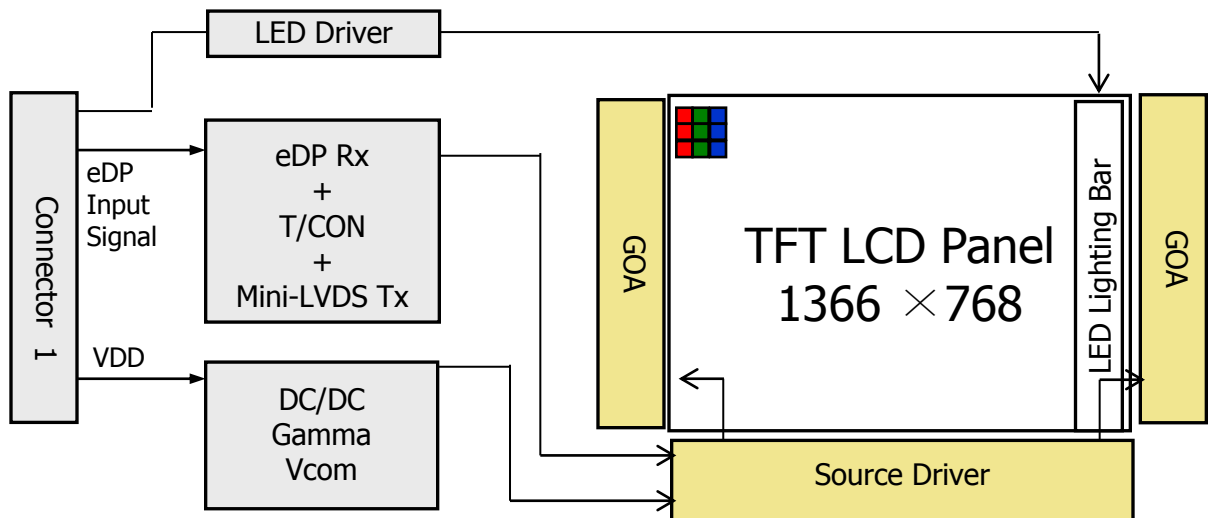 LED Driver
Connector 1
eDP
Input
Signal
eDP Rx
+
T/CON
+
Mini-LVDS Tx
VDD
DC/DC
Gamma
Vcom
GOA
TFT LCD Panel
1366 ×768
LED Lighting Bar
GOA
Source Driver